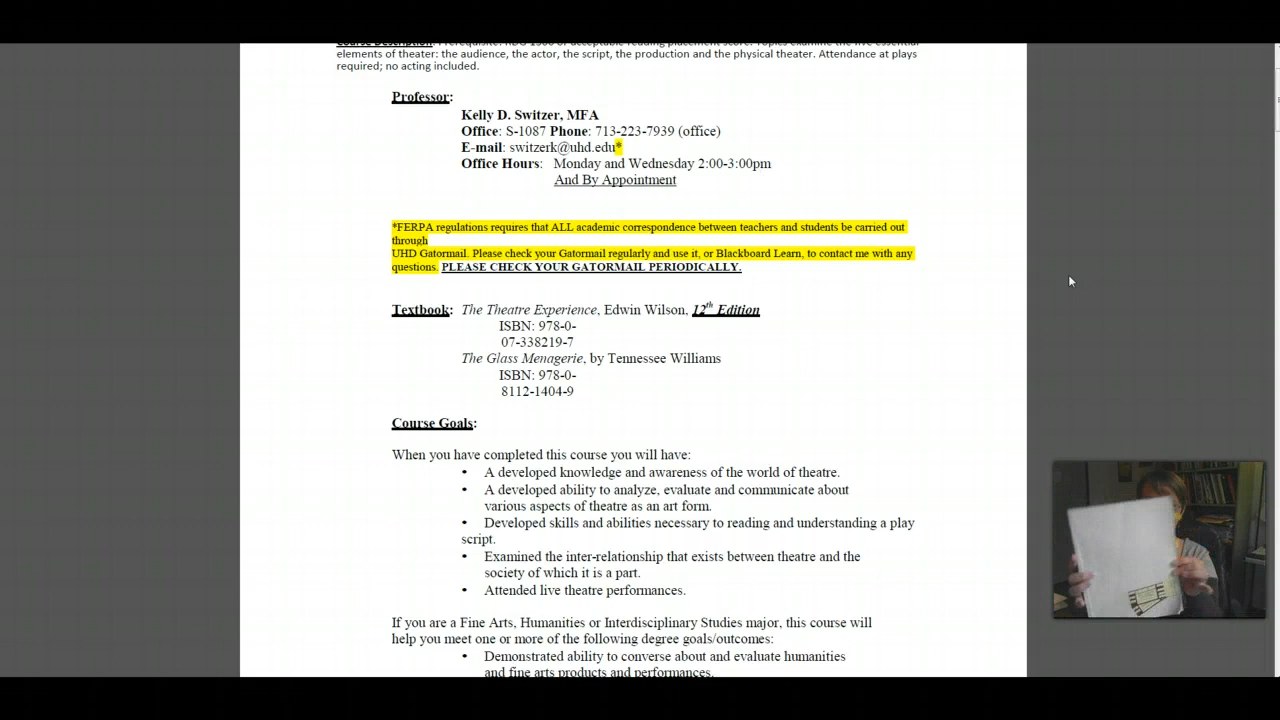 elements of theater: the audience, the actor, the script, the production and the physical theater. Attendance at plays
required; no acting included.
Professor:
Kelly D. Switzer, MFA
Office: S-1087 Phone: 713-223-7939 (office)
E-mail: switzerk@uhd.edu*
Office Hours: Monday and Wednesday 2:00-3:00pm
And By Appointment
*FERPA regulations requires that ALL academic correspondence between teachers and students be carried out
through
UHD Gatormail. Please check your Gatormail regularly and use it, or Blackboard Learn, to contact me with any
questions. PLEASE CHECK YOUR GATORMAIL PERIODICALLY.
Textbook: The Theatre Experience, Edwin Wilson, 12th Edition
ISBN: 978-0-
07-338219-7
The Glass Menagerie, by Tennessee Williams
ISBN: 978-0-
8112-1404-9
Course Goals:
When you have completed this course you will have:
• A developed knowledge and awareness of the world of theatre.
• A developed ability to analyze, evaluate and communicate about
various aspects of theatre as an art form.
• Developed skills and abilities necessary to reading and understanding a play
script.
• Examined the inter-relationship that exists between theatre and the
society of which it is a part.
• Attended live theatre performances.
If you are a Fine Arts, Humanities or Interdisciplinary Studies major, this course will
help you meet one or more of the following degree goals/outcomes:
• Demonstrated ability to converse about and evaluate humanities
and fine arts products and performances.